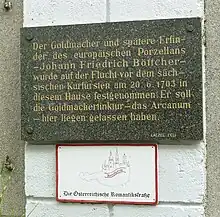 Der Goldmacher und spätere Erfin-
der des europäischen Porzellans
-Johann Friedrich Böttcher-
wurde auf der Flucht vor dem säch-
sischen Kurfürsten am 20.6.1703 in
diesem Hause festgenommen. Er soll
die Goldmachertinktur - das Arcanum
- hier liegen gelassen haben.
Die Österreichische Romantikstraße